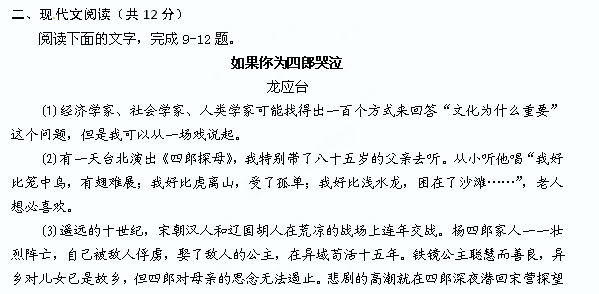 二、现代文阅读（共 12 分）
阅读下面的文字，完成 9-12 题。
如果你为四郎哭泣
龙应台
(1)经济学家、社会学家、人类学家可能找得出一百个方式来回答“文化为什么重要”
这个问题，但是我可以从一场戏说起。
(2)有一天台北演出《四郎探母》，我特别带了八十五岁的父亲去听。从小听他唱“我好
比笼中鸟，有翅难展；我好比虎离山，受了孤单；我好比浅水龙，困在了沙滩……”，老人
想必喜欢。
(3)遥远的十世纪，宋朝汉人和辽国胡人在荒凉的战场上连年交战。杨四郎家人一一壮
烈阵亡，自己被敌人俘虏，娶了敌人的公主，在异域苟活十五年。铁镜公主聪慧而善良，异
乡对儿女已是故乡，但四郎对母亲的思念无法遏止。悲剧的高潮就在四郎深夜潜回宋营探望